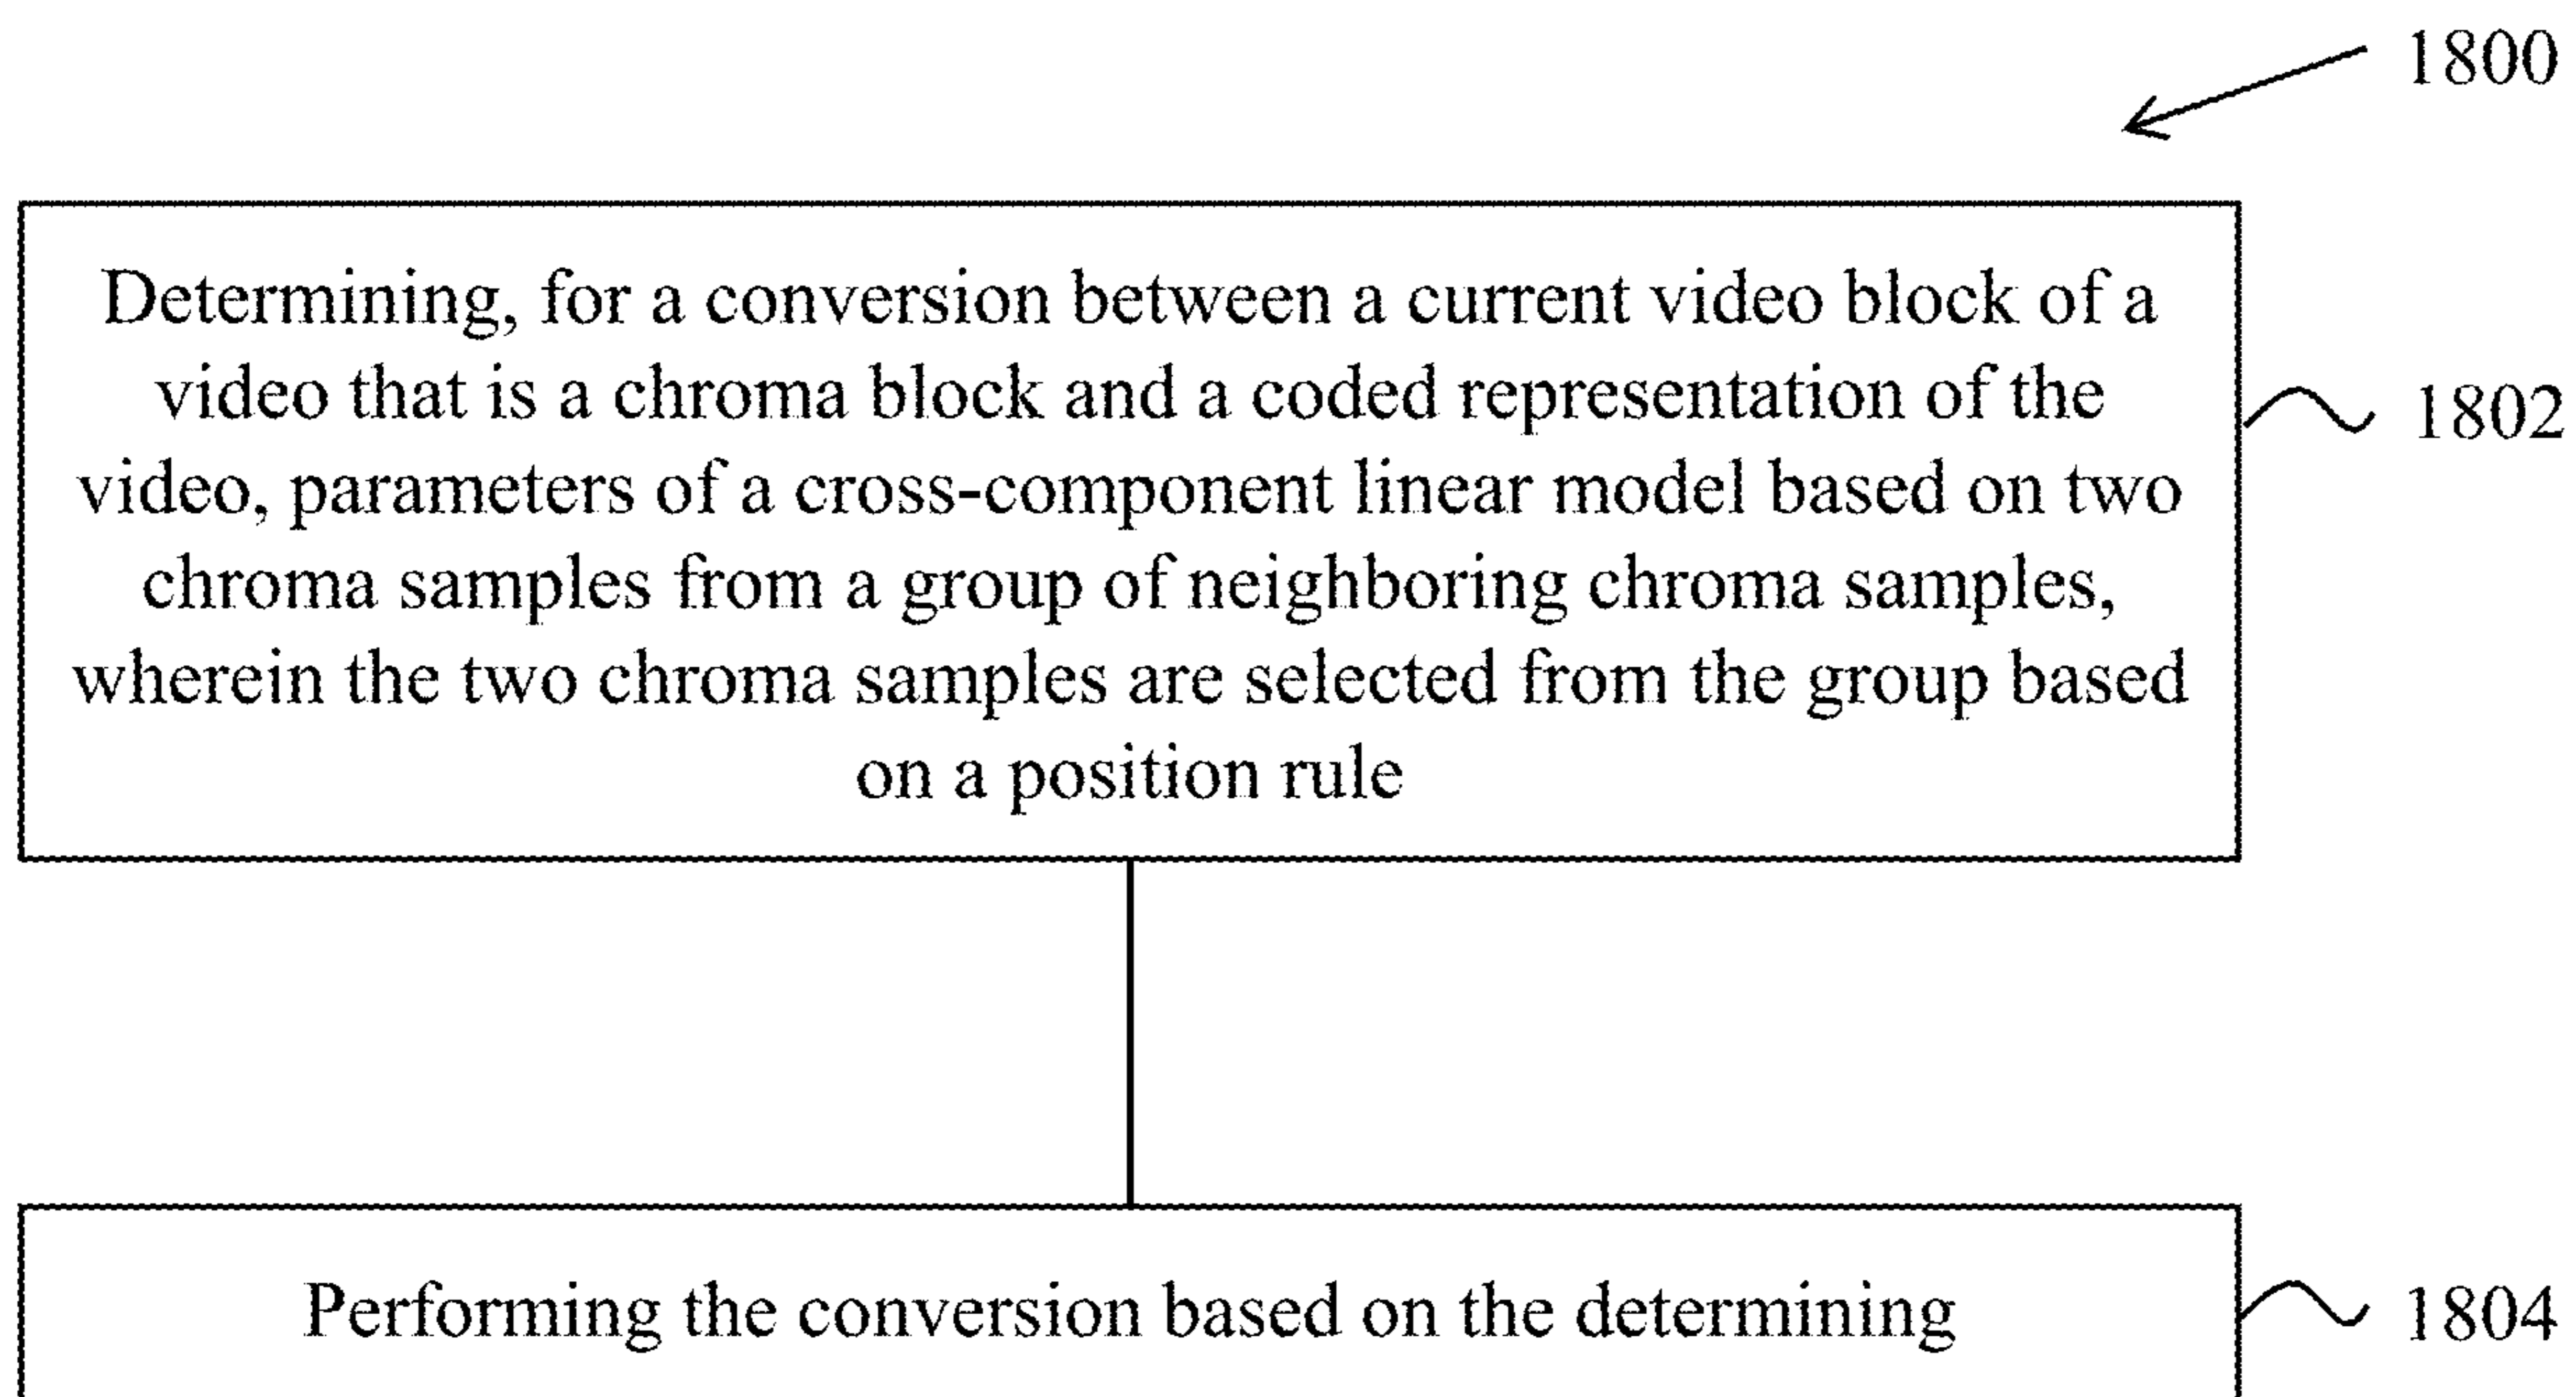 1800
Determining, for a conversion between a current video block of a
video that is a chroma block and a coded representation of the
video, parameters of a cross-component linear model based on two
chroma samples from a group of neighboring chroma samples,
wherein the two chroma samples are selected from the group based
on a position rule
1802
Performing the conversion based on the determining
1804